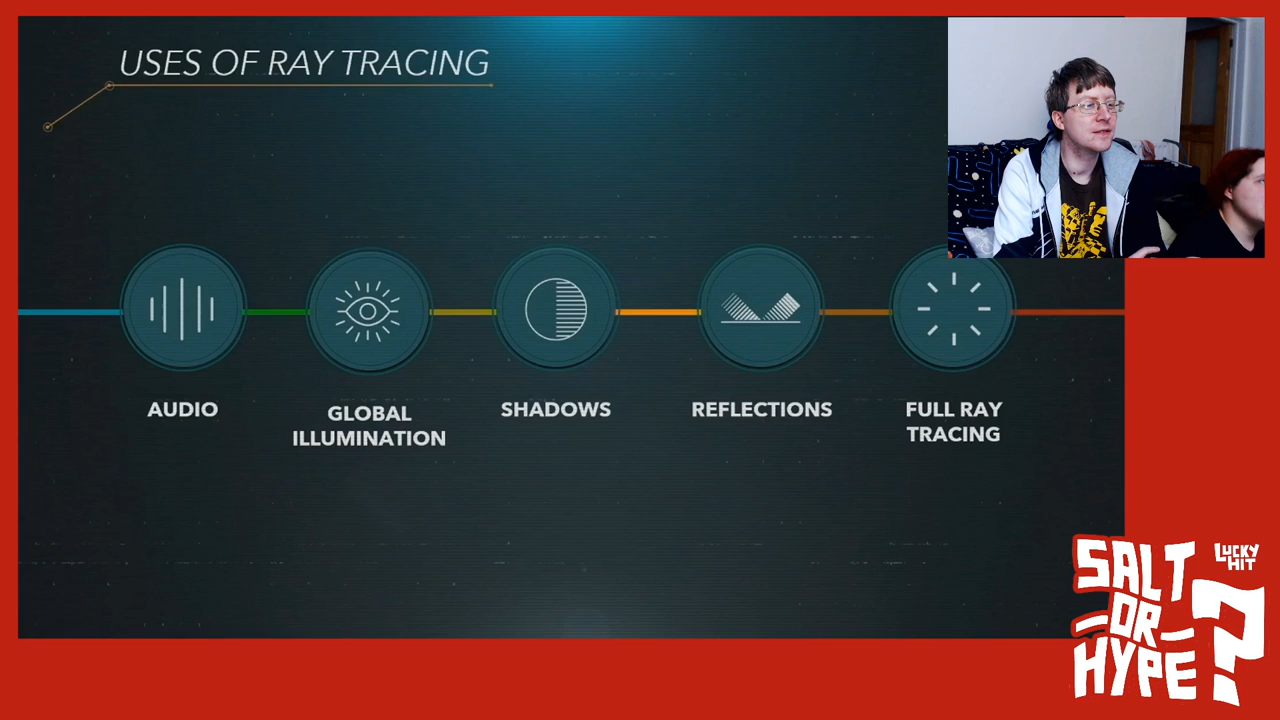 USES OF RAY TRACING
AUDIO
GLOBAL
ILLUMINATION
SHADOWS
REFLECTIONS
FULL RAY
TRACING
SALT
OR
HYPE
?
LUCKY
HIT